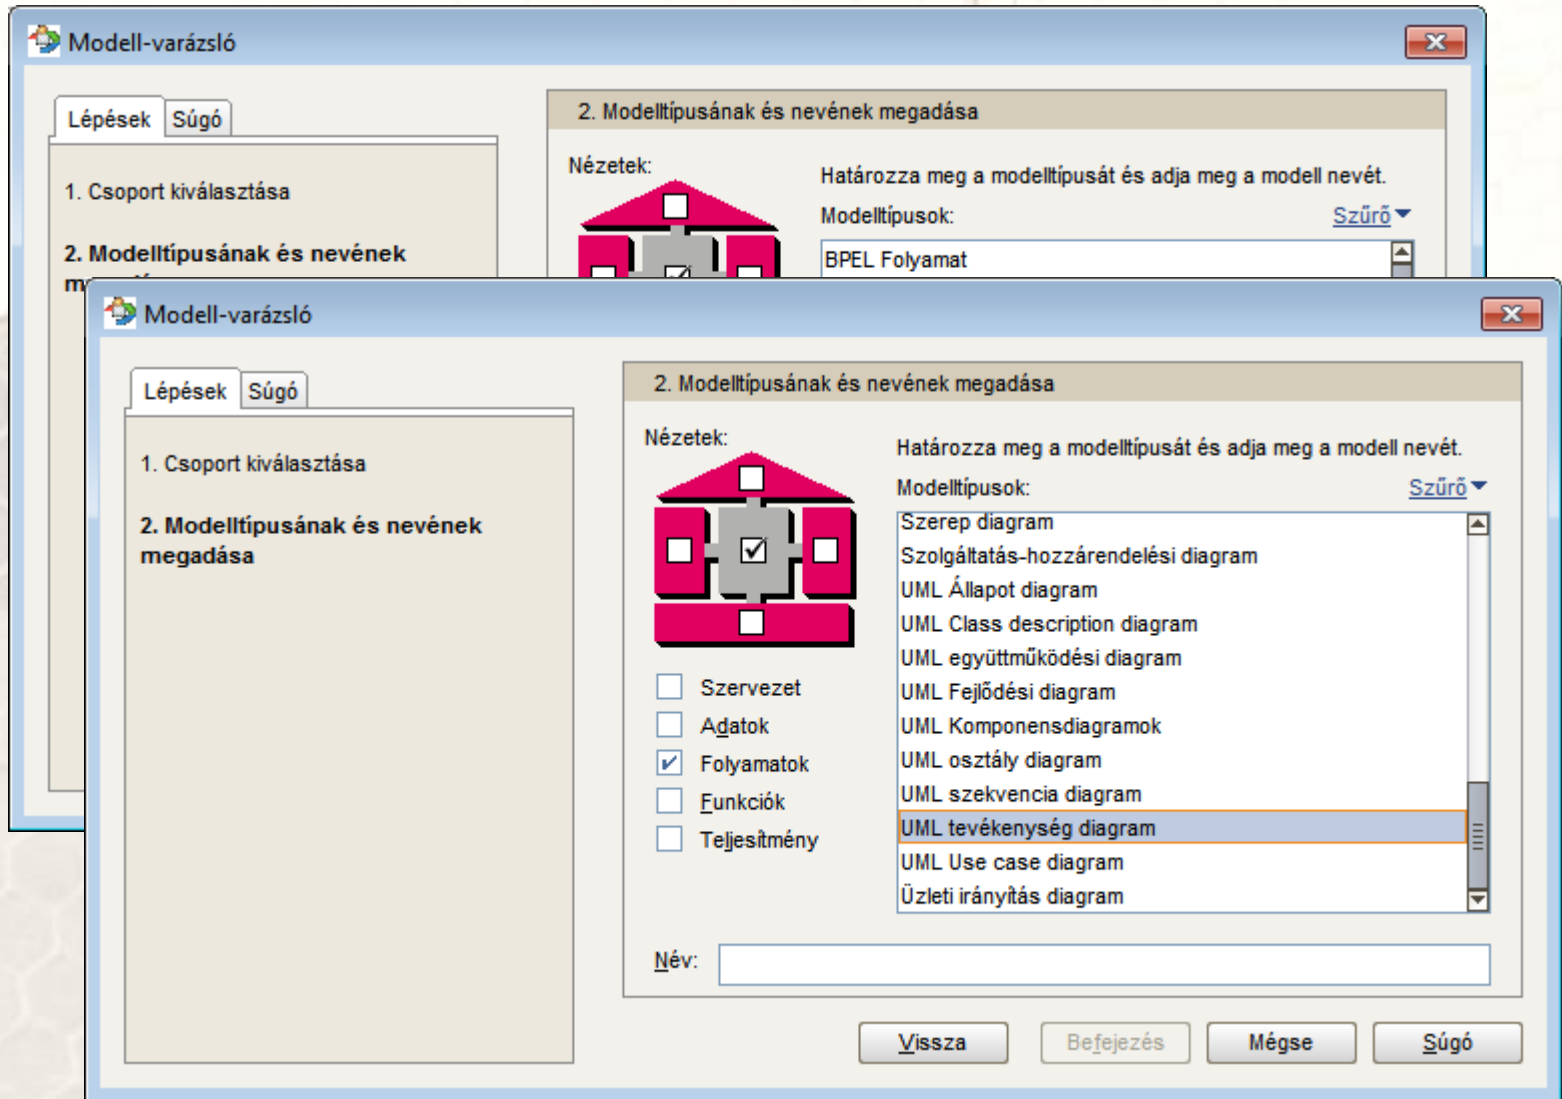 Modell-varázsló
Lépések Súgó
1. Csoport kiválasztása
2. Modelltípusának és nevének
2. Modelltípusának és nevének megadása
Nézetek:
Határozza meg a modelltípusát és adja meg a modell nevét.
Modelltípusok: Szűrő
BPEL Folyamat
Modell-varázsló
Lépések Súgó
1. Csoport kiválasztása
2. Modelltípusának és nevének
megadása
2. Modelltípusának és nevének megadása
Nézetek:
Határozza meg a modelltípusát és adja meg a modell nevét.
Modelltípusok: Szűrő
Szerep diagram
Szolgáltatás-hozzárendelési diagram
UML Állapot diagram
UML Class description diagram
UML együttműködési diagram
UML Fejlődési diagram
UML Komponensdiagramok
UML osztály diagram
UML szekvencia diagram
UML tevékenység diagram
UML Use case diagram
Üzleti irányítás diagram
Szervezet
Adatok
Folyamatok
Funkciók
Teljesítmény
Név:
Vissza Befejezés Mégse Súgó